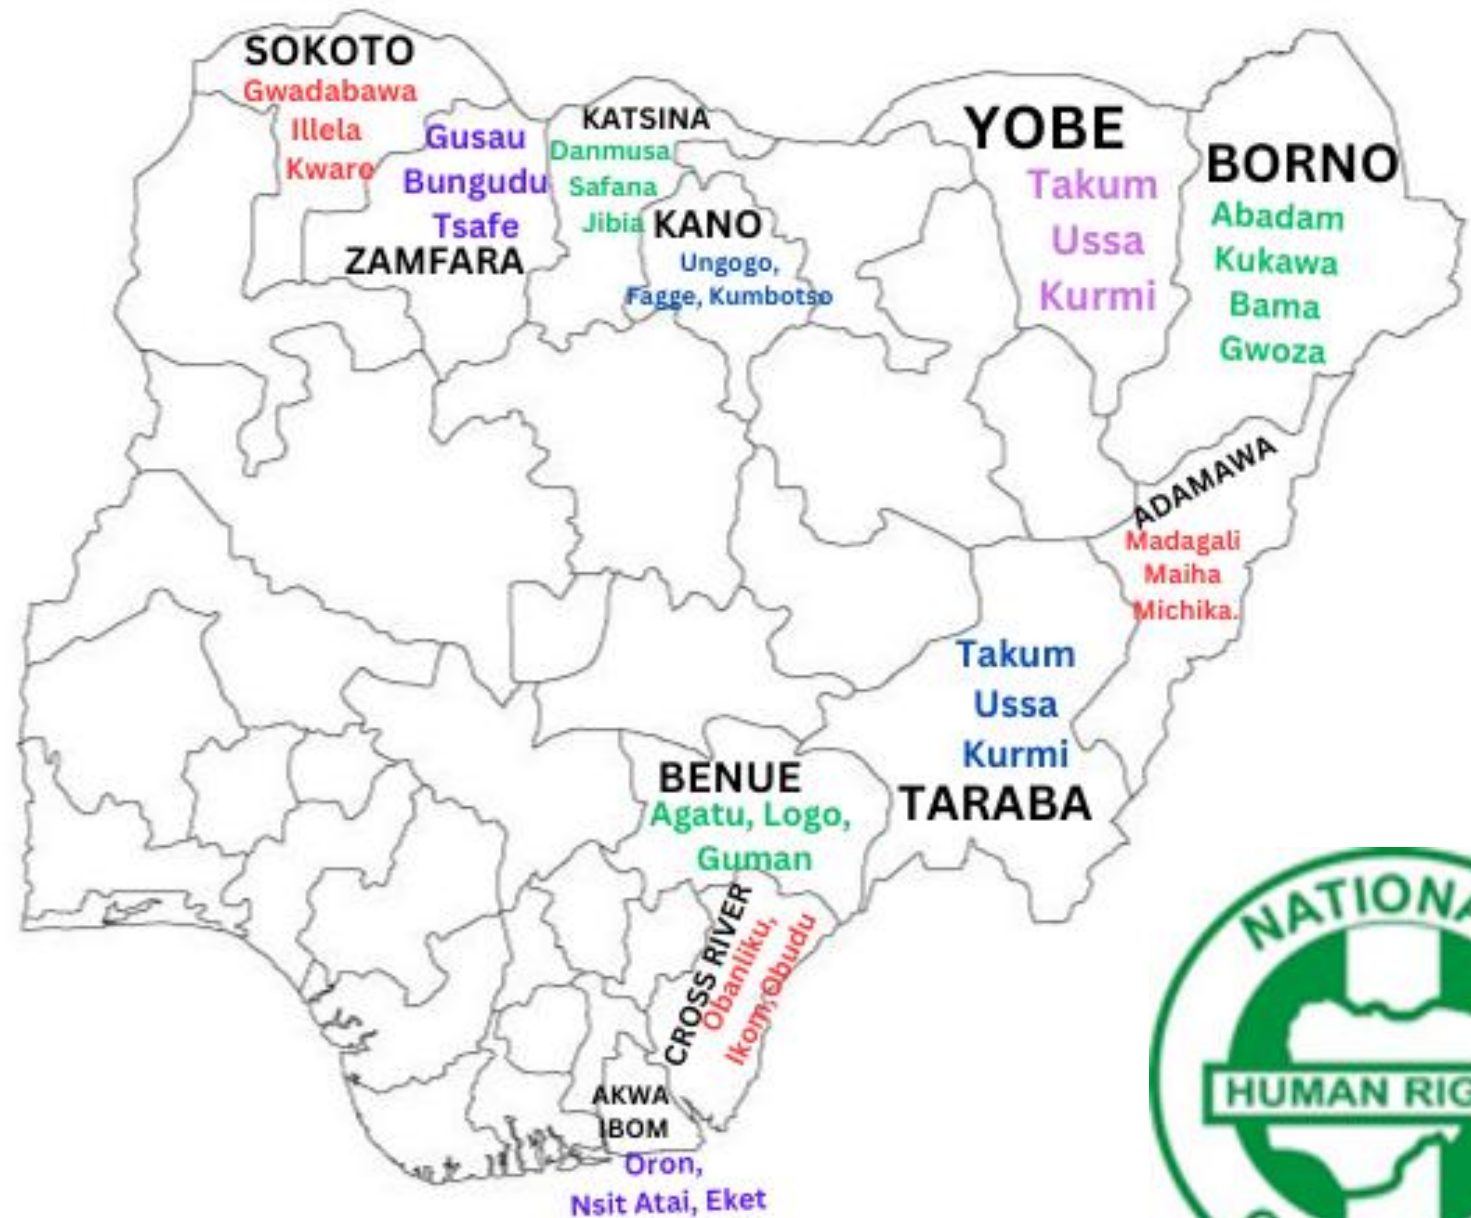 SOKOTO
Gwadabawa
Illela
Kware
Gusau
Bungudu
Tsafe
ZAMFARA
KATSINA
Danmusa
Safana
Jibia
KANO
Ungogo,
Fagge, Kumbotso
YOBE
Takum
Ussa
Kurmi
BORNO
Abadam
Kukawa
Bama
Gwoza
ADAMAWA
Madagali
Maiha
Michika.
Takum
Ussa
Kurmi
TARABA
BENUE
Agatu, Logo,
Guman
CROSS RIVER
Obanliku,
Ikom, Obudu
AKWA
IBOM
Oron,
Nsit Atai, Eket
NATIONA
HUMAN RIG